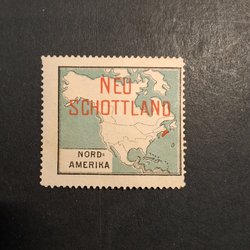 NEU
SCHOTTLAND
NORD-
AMERIKA